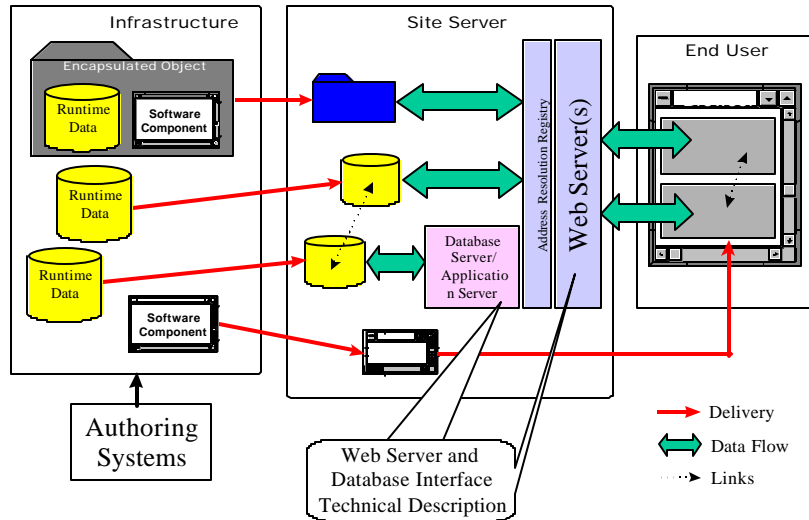 Infrastructure
Encapsulated Object
Runtime
Data
Software
Component
Runtime
Data
Runtime
Data
Software
Component
Authoring
Systems
Site Server
Database
Server/
Applicatio
n Server
Address Resolution Registry
Web Server(s)
Web Server and
Database Interface
Technical Description
End User
Delivery
Data Flow
Links